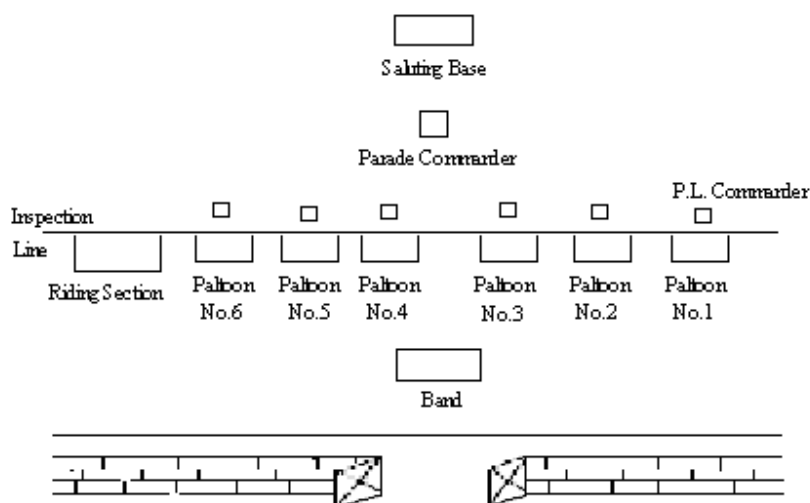 Saluting Base
Parade Commander
P.L. Commander
Inspection
Line
Riding Section
Paltoon No.6
Paltoon No.5
Paltoon No.4
Paltoon No.3
Paltoon No.2
Paltoon No.1
Band